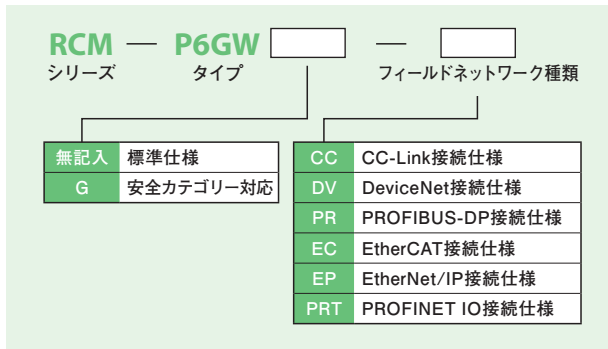 RCM — P6GW —
シリーズ タイプ フィールドネットワーク種類
無記入 標準仕様
G 安全カテゴリー対応
CC CC-Link接続仕様
DV DeviceNet接続仕様
PR PROFIBUS-DP接続仕様
EC EtherCAT接続仕様
EP EtherNet/IP接続仕様
PRT PROFINET IO接続仕様